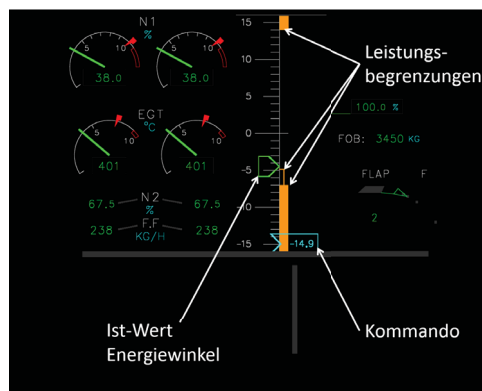 N1
%
5
10
5
10
38.0
38.0
EGT
°C
5
10
5
10
401
401
67.5
N2
67.5
%
238
F.F
238
KG/H
15
10
5
0
-5
-10
-15
-14,9
Leistungs-
begrenzungen
100.0 %
FOB: 3450 KG
FLAP
F
2
Ist-Wert
Energiewinkel
Kommando